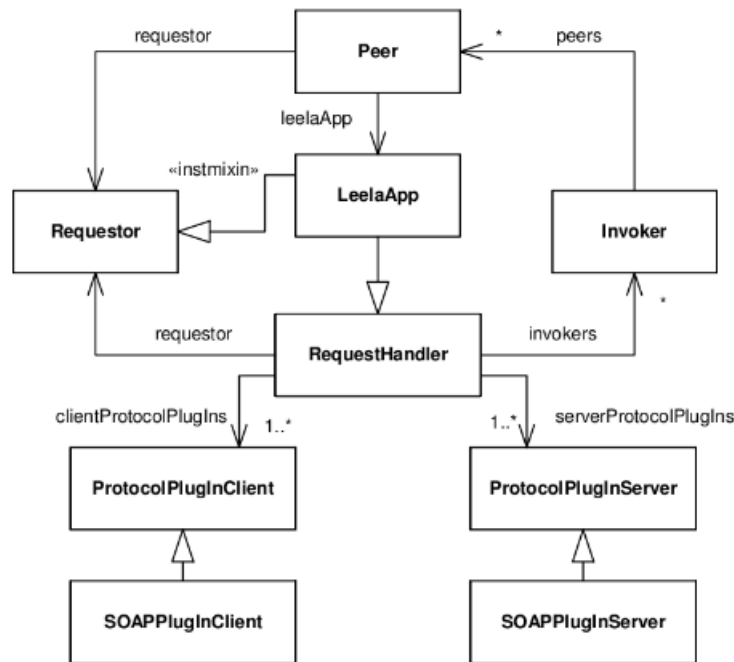 requestor
Peer
*
peers
leelaApp
«instmixin»
LeelaApp
Requestor
Invoker
requestor
RequestHandler
invokers
*
clientProtocolPlugIns
1..*
1..*
serverProtocolPlugIns
ProtocolPlugInClient
ProtocolPlugInServer
SOAPPlugInClient
SOAPPlugInServer